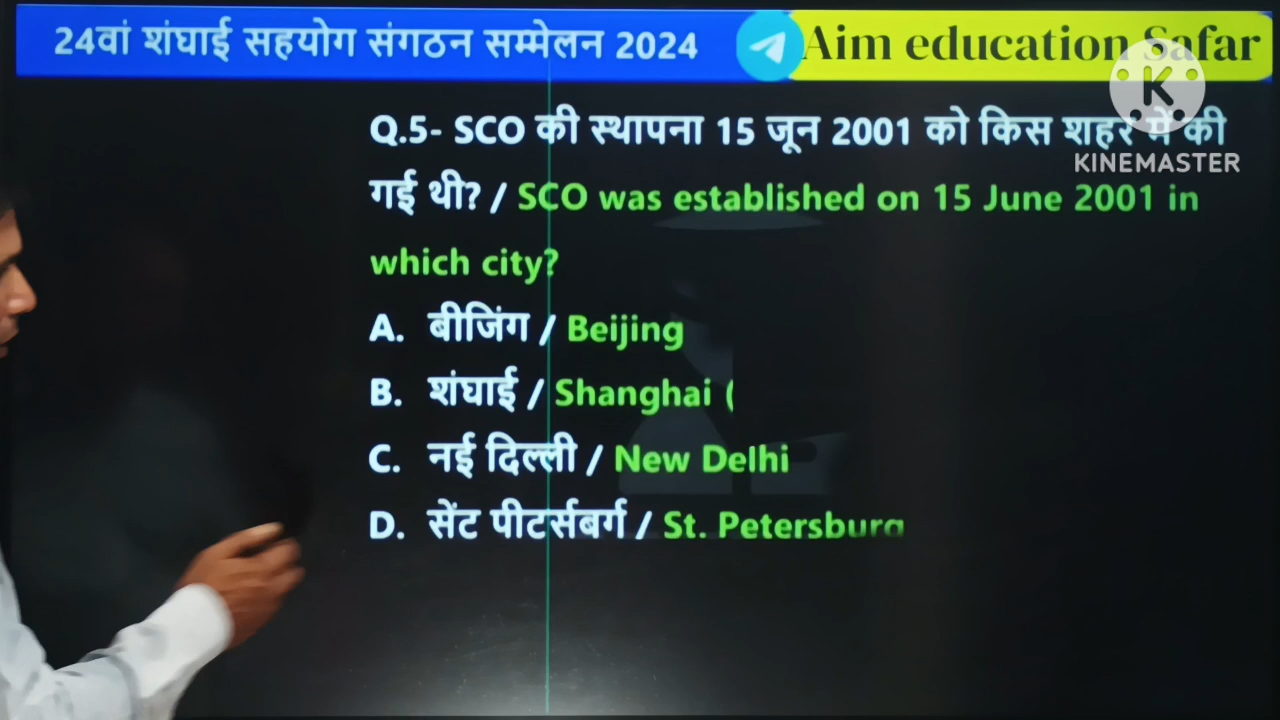 24वां शंघाई सहयोग संगठन सम्मेलन 2024
Aim education Safar
K
KINEMASTER
Q.5- SCO की स्थापना 15 जून 2001 को किस शहर में की
गई थी? / SCO was established on 15 June 2001 in
which city?
A. बीजिंग / Beijing
B. शंघाई / Shanghai (
C. नई दिल्ली / New Delhi
D. सेंट पीटर्सबर्ग / St. Petersburg